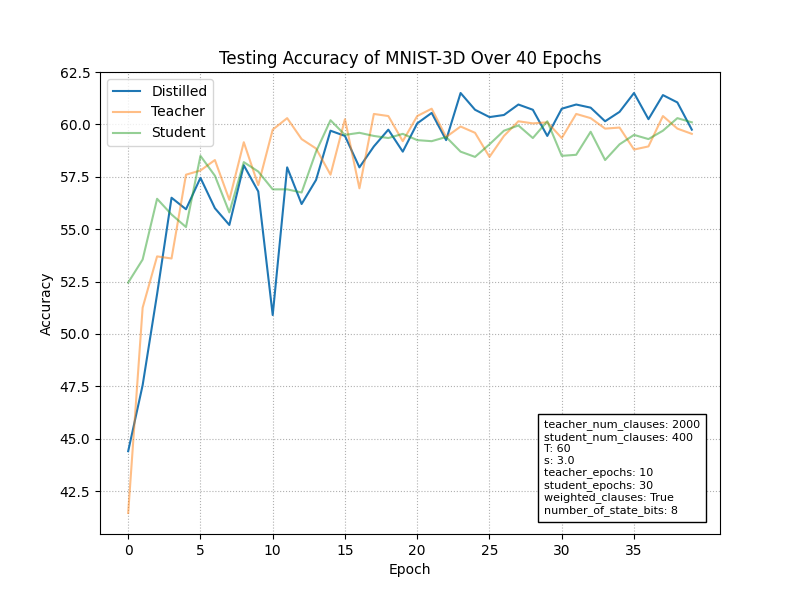 Testing Accuracy of MNIST-3D Over 40 Epochs
62.5
60.0
57.5
55.0
52.5
50.0
47.5
45.0
42.5
Accuracy
Distilled
Teacher
Student
teacher_num_clauses: 2000
student_num_clauses: 400
T: 60
s: 3.0
teacher_epochs: 10
student_epochs: 30
weighted_clauses: True
number_of_state_bits: 8
0 5 10 15 20 25 30 35
Epoch